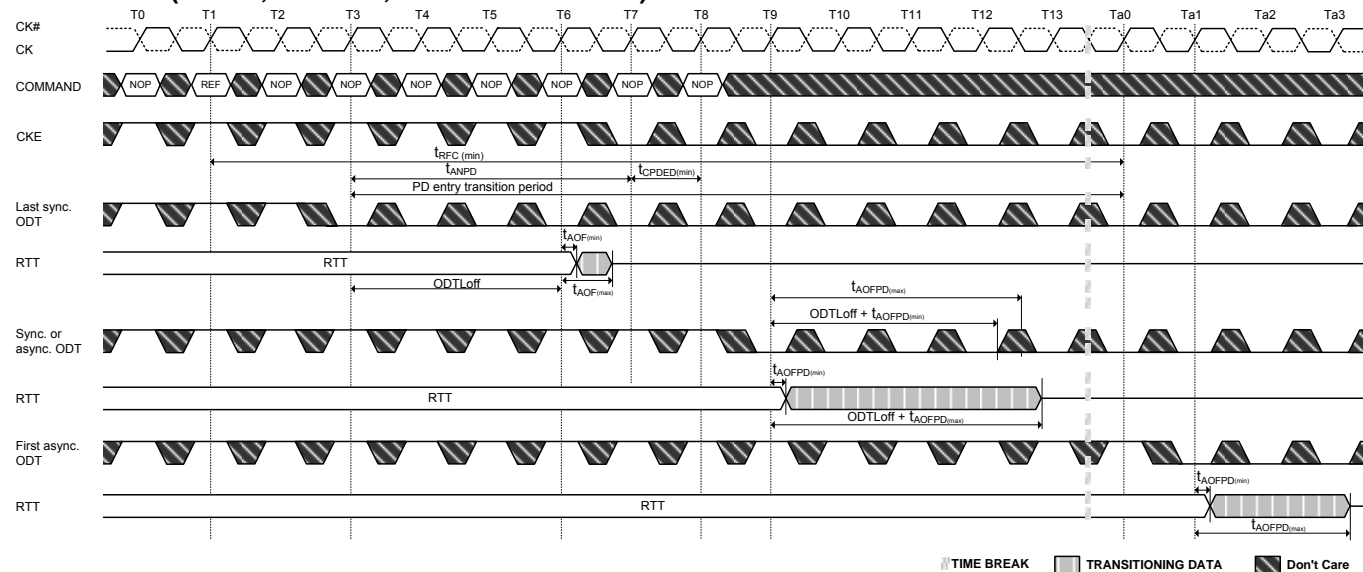 T0 T1 T2 T3 T4 T5 T6 T7 T8 T9 T10 T11 T12 T13 Ta0 Ta1 Ta2 Ta3
CK#
CK
COMMAND NOP REF NOP NOP NOP NOP NOP NOP NOP
CKE
tRFC (min)
tANPD tCPDED(min)
PD entry transition period
Last sync.
ODT
tAOF(min)
RTT RTT
ODTLoff tAOF(max)
tAOFPD(max)
ODTLoff + tAOFPD(min)
Sync. or
async. ODT
tAOFPD(min)
RTT RTT
ODTLoff + tAOFPD(max)
First async.
ODT
tAOFPD(min)
RTT RTT
tAOFPD(max)
TIME BREAK TRANSITIONING DATA Don't Care